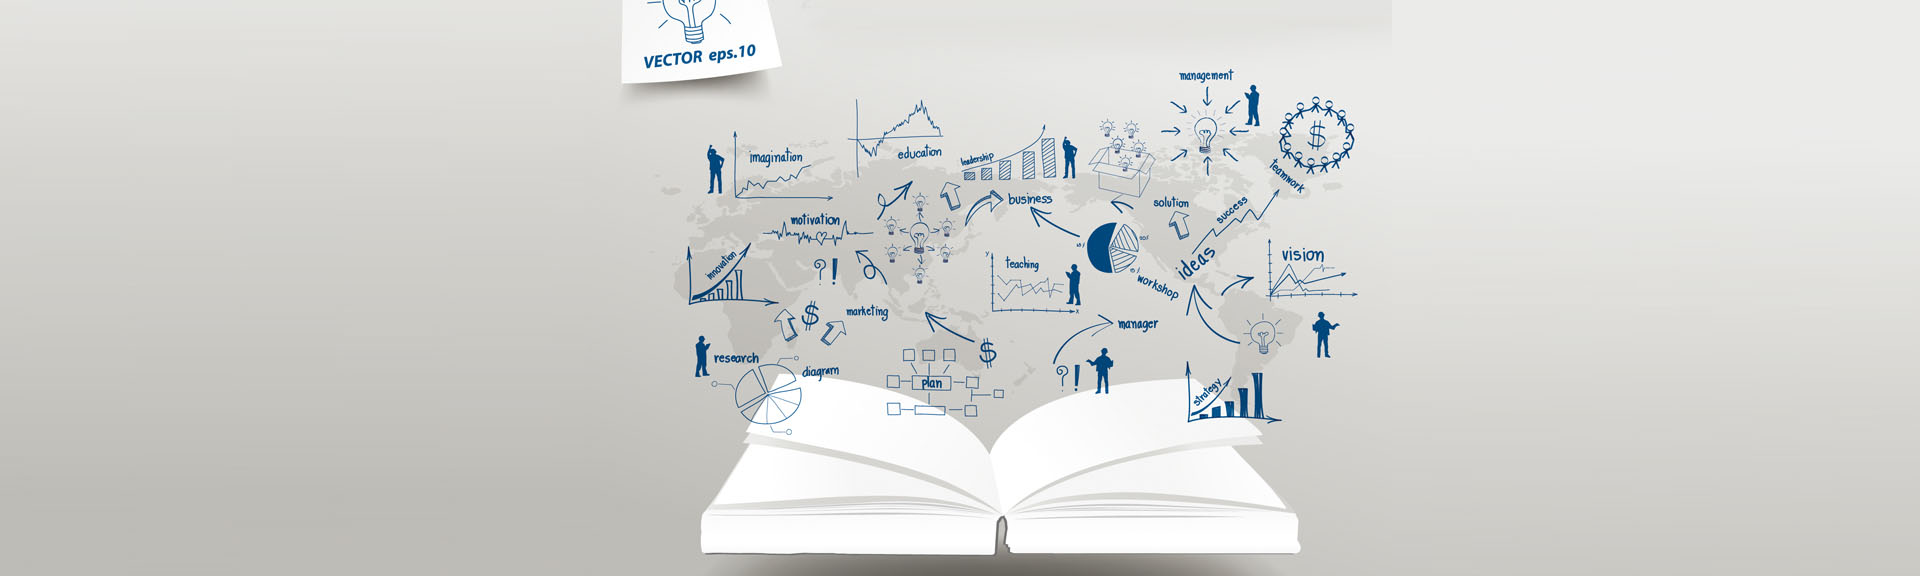 VECTOR eps.10
management
imagination
education
leadership
teamwork
$
business
solution
success
motivation
innovation
? !
teaching
y
x
workshop
ideas
vision
$
marketing
manager
research
diagram
$
plan
? !
strategy